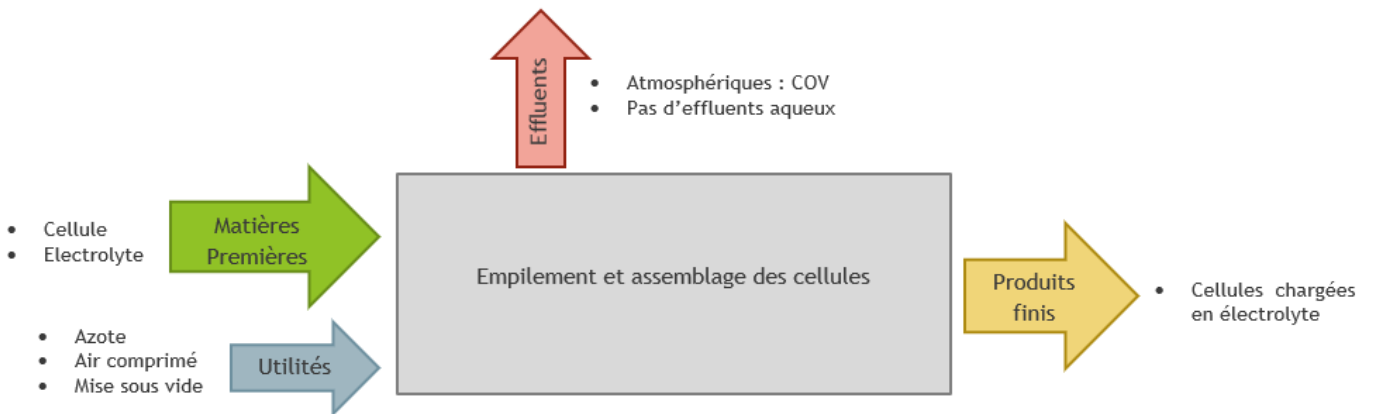 Effluents
• Atmosphériques : COV
• Pas d’effluents aqueux
• Cellule
• Electrolyte
Matières
Premières
• Azote
• Air comprimé
• Mise sous vide
Utilités
Empilement et assemblage des cellules
Produits
finis
• Cellules chargées
en électrolyte